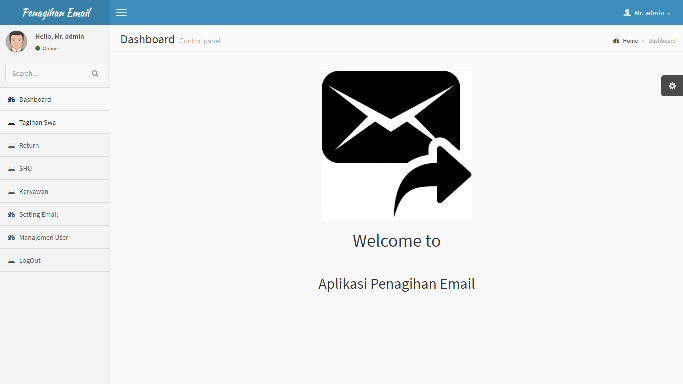 Penagihan Email
Mr. admin
Hello, Mr. admin
Online
Search...
Dashboard
Tagihan Swa
Return
SHU
Karyawan
Setting Email
Manajemen User
LogOut
Dashboard Control panel
Home > Dashboard
Welcome to
Aplikasi Penagihan Email